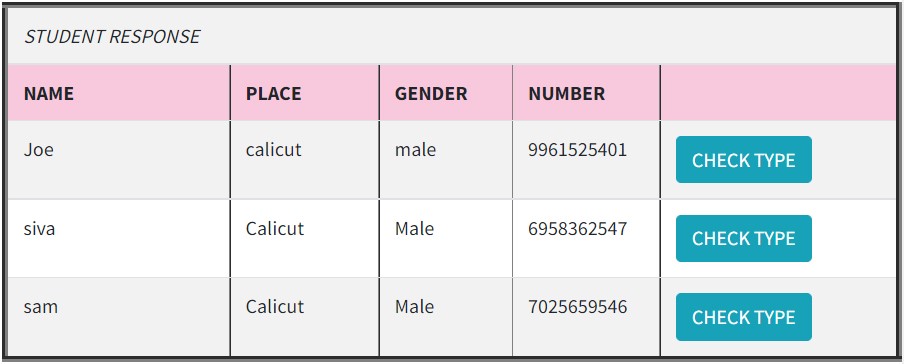 STUDENT RESPONSE
NAME PLACE GENDER NUMBER
Joe calicut male 9961525401 CHECK TYPE
siva Calicut Male 6958362547 CHECK TYPE
sam Calicut Male 7025659546 CHECK TYPE